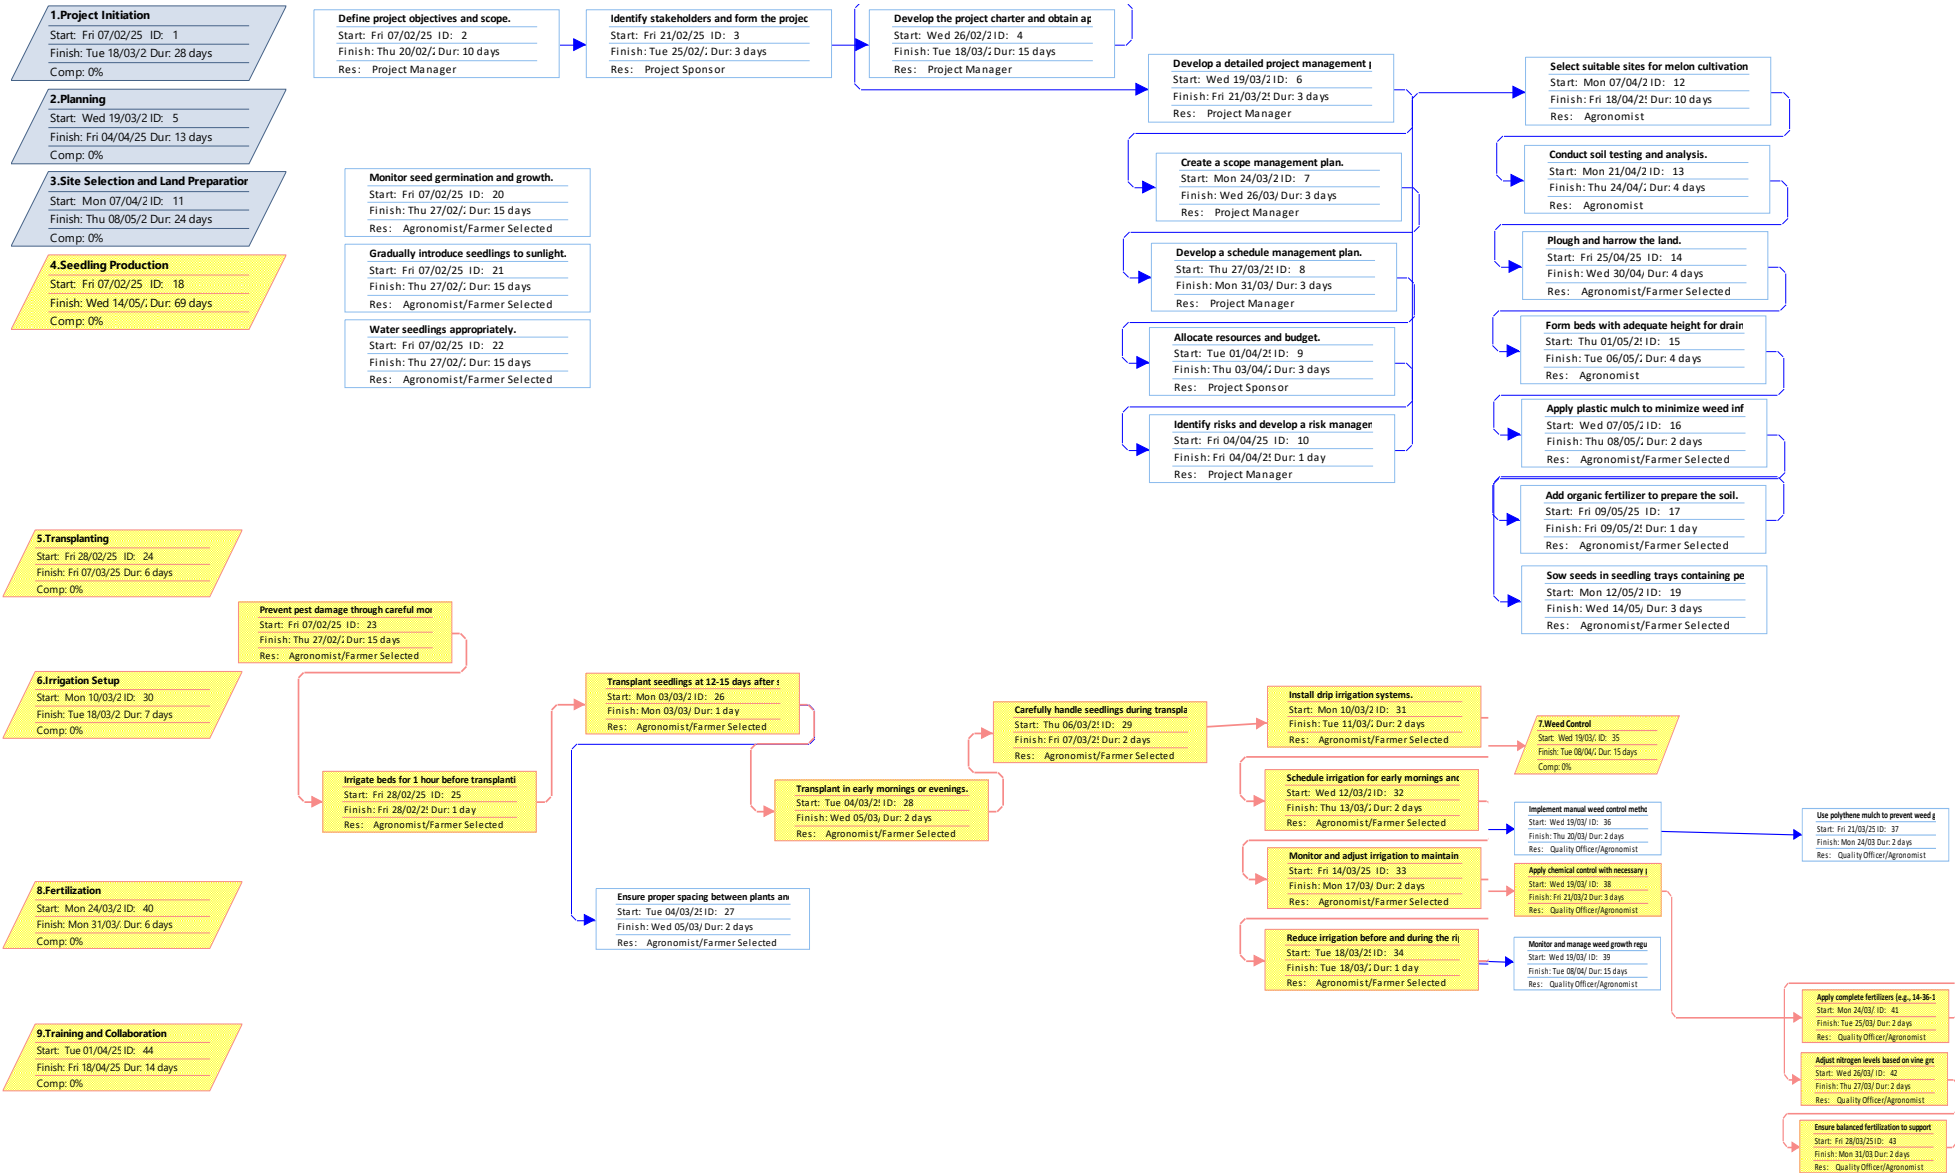 1.Project Initiation
Start: Fri 07/02/25 ID: 1
Finish: Tue 18/03/2 Dur: 28 days
Comp: 0%
Define project objectives and scope.
Start: Fri 07/02/25 ID: 2
Finish: Thu 20/02/2 Dur: 10 days
Res: Project Manager
Identify stakeholders and form the projec
Start: Fri 21/02/25 ID: 3
Finish: Tue 25/02/2 Dur: 3 days
Res: Project Sponsor
Develop the project charter and obtain ap
Start: Wed 26/02/2 ID: 4
Finish: Tue 18/03/2 Dur: 15 days
Res: Project Manager
2.Planning
Start: Wed 19/03/2 ID: 5
Finish: Fri 04/04/25 Dur: 13 days
Comp: 0%
Develop a detailed project management p
Start: Wed 19/03/2 ID: 6
Finish: Fri 21/03/25 Dur: 3 days
Res: Project Manager
Create a scope management plan.
Start: Mon 24/03/2 ID: 7
Finish: Wed 26/03/ Dur: 3 days
Res: Project Manager
Develop a schedule management plan.
Start: Thu 27/03/25 ID: 8
Finish: Mon 31/03/ Dur: 3 days
Res: Project Manager
Allocate resources and budget.
Start: Tue 01/04/25 ID: 9
Finish: Thu 03/04/2 Dur: 3 days
Res: Project Sponsor
Identify risks and develop a risk managen
Start: Fri 04/04/25 ID: 10
Finish: Fri 04/04/25 Dur: 1 day
Res: Project Manager
3.Site Selection and Land Preparation
Start: Mon 07/04/2 ID: 11
Finish: Thu 08/05/2 Dur: 24 days
Comp: 0%
Select suitable sites for melon cultivation
Start: Mon 07/04/2 ID: 12
Finish: Fri 18/04/25 Dur: 10 days
Res: Agronomist
Conduct soil testing and analysis.
Start: Mon 21/04/2 ID: 13
Finish: Thu 24/04/2 Dur: 4 days
Res: Agronomist
Plough and harrow the land.
Start: Fri 25/04/25 ID: 14
Finish: Wed 30/04/ Dur: 4 days
Res: Agronomist/Farmer Selected
Form beds with adequate height for drain
Start: Thu 01/05/25 ID: 15
Finish: Tue 06/05/2 Dur: 4 days
Res: Agronomist
Apply plastic mulch to minimize weed inf
Start: Wed 07/05/2 ID: 16
Finish: Thu 08/05/2 Dur: 2 days
Res: Agronomist/Farmer Selected
Add organic fertilizer to prepare the soil.
Start: Fri 09/05/25 ID: 17
Finish: Fri 09/05/25 Dur: 1 day
Res: Agronomist/Farmer Selected
4.Seedling Production
Start: Fri 07/02/25 ID: 18
Finish: Wed 14/05/2 Dur: 69 days
Comp: 0%
Sow seeds in seedling trays containing pe
Start: Mon 12/05/2 ID: 19
Finish: Wed 14/05/ Dur: 3 days
Res: Agronomist/Farmer Selected
Monitor seed germination and growth.
Start: Fri 07/02/25 ID: 20
Finish: Thu 27/02/2 Dur: 15 days
Res: Agronomist/Farmer Selected
Gradually introduce seedlings to sunlight.
Start: Fri 07/02/25 ID: 21
Finish: Thu 27/02/2 Dur: 15 days
Res: Agronomist/Farmer Selected
Water seedlings appropriately.
Start: Fri 07/02/25 ID: 22
Finish: Thu 27/02/2 Dur: 15 days
Res: Agronomist/Farmer Selected
Prevent pest damage through careful mor
Start: Fri 07/02/25 ID: 23
Finish: Thu 27/02/2 Dur: 15 days
Res: Agronomist/Farmer Selected
5.Transplanting
Start: Fri 28/02/25 ID: 24
Finish: Fri 07/03/25 Dur: 6 days
Comp: 0%
Irrigate beds for 1 hour before transplanti
Start: Fri 28/02/25 ID: 25
Finish: Fri 28/02/25 Dur: 1 day
Res: Agronomist/Farmer Selected
Transplant seedlings at 12-15 days after s
Start: Mon 03/03/2 ID: 26
Finish: Mon 03/03/ Dur: 1 day
Res: Agronomist/Farmer Selected
Ensure proper spacing between plants and
Start: Tue 04/03/25 ID: 27
Finish: Wed 05/03/ Dur: 2 days
Res: Agronomist/Farmer Selected
Transplant in early mornings or evenings.
Start: Tue 04/03/25 ID: 28
Finish: Wed 05/03/ Dur: 2 days
Res: Agronomist/Farmer Selected
Carefully handle seedlings during transpla
Start: Thu 06/03/25 ID: 29
Finish: Fri 07/03/25 Dur: 2 days
Res: Agronomist/Farmer Selected
6.Irrigation Setup
Start: Mon 10/03/2 ID: 30
Finish: Tue 18/03/2 Dur: 7 days
Comp: 0%
Install drip irrigation systems.
Start: Mon 10/03/2 ID: 31
Finish: Tue 11/03/2 Dur: 2 days
Res: Agronomist/Farmer Selected
Schedule irrigation for early mornings and
Start: Wed 12/03/2 ID: 32
Finish: Thu 13/03/2 Dur: 2 days
Res: Agronomist/Farmer Selected
Monitor and adjust irrigation to maintain
Start: Fri 14/03/25 ID: 33
Finish: Mon 17/03/ Dur: 2 days
Res: Agronomist/Farmer Selected
Reduce irrigation before and during the rip
Start: Tue 18/03/25 ID: 34
Finish: Tue 18/03/2 Dur: 1 day
Res: Agronomist/Farmer Selected
7.Weed Control
Start: Wed 19/03/ ID: 35
Finish: Tue 08/04/ Dur: 15 days
Comp: 0%
Implement manual weed control metho
Start: Wed 19/03/ ID: 36
Finish: Thu 20/03/ Dur: 2 days
Res: Quality Officer/Agronomist
Use polythene mulch to prevent weed g
Start: Fri 21/03/25 ID: 37
Finish: Mon 24/03 Dur: 2 days
Res: Quality Officer/Agronomist
Apply chemical control with necessary p
Start: Wed 19/03/ ID: 38
Finish: Fri 21/03/2 Dur: 3 days
Res: Quality Officer/Agronomist
Monitor and manage weed growth regu
Start: Wed 19/03/ ID: 39
Finish: Tue 08/04/ Dur: 15 days
Res: Quality Officer/Agronomist
8.Fertilization
Start: Mon 24/03/2 ID: 40
Finish: Mon 31/03/ Dur: 6 days
Comp: 0%
Apply complete fertilizers (e.g., 14-36-1
Start: Mon 24/03/ ID: 41
Finish: Tue 25/03/ Dur: 2 days
Res: Quality Officer/Agronomist
Adjust nitrogen levels based on vine gro
Start: Wed 26/03/ ID: 42
Finish: Thu 27/03/ Dur: 2 days
Res: Quality Officer/Agronomist
Ensure balanced fertilization to support
Start: Fri 28/03/25 ID: 43
Finish: Mon 31/03 Dur: 2 days
Res: Quality Officer/Agronomist
9.Training and Collaboration
Start: Tue 01/04/25 ID: 44
Finish: Fri 18/04/25 Dur: 14 days
Comp: 0%